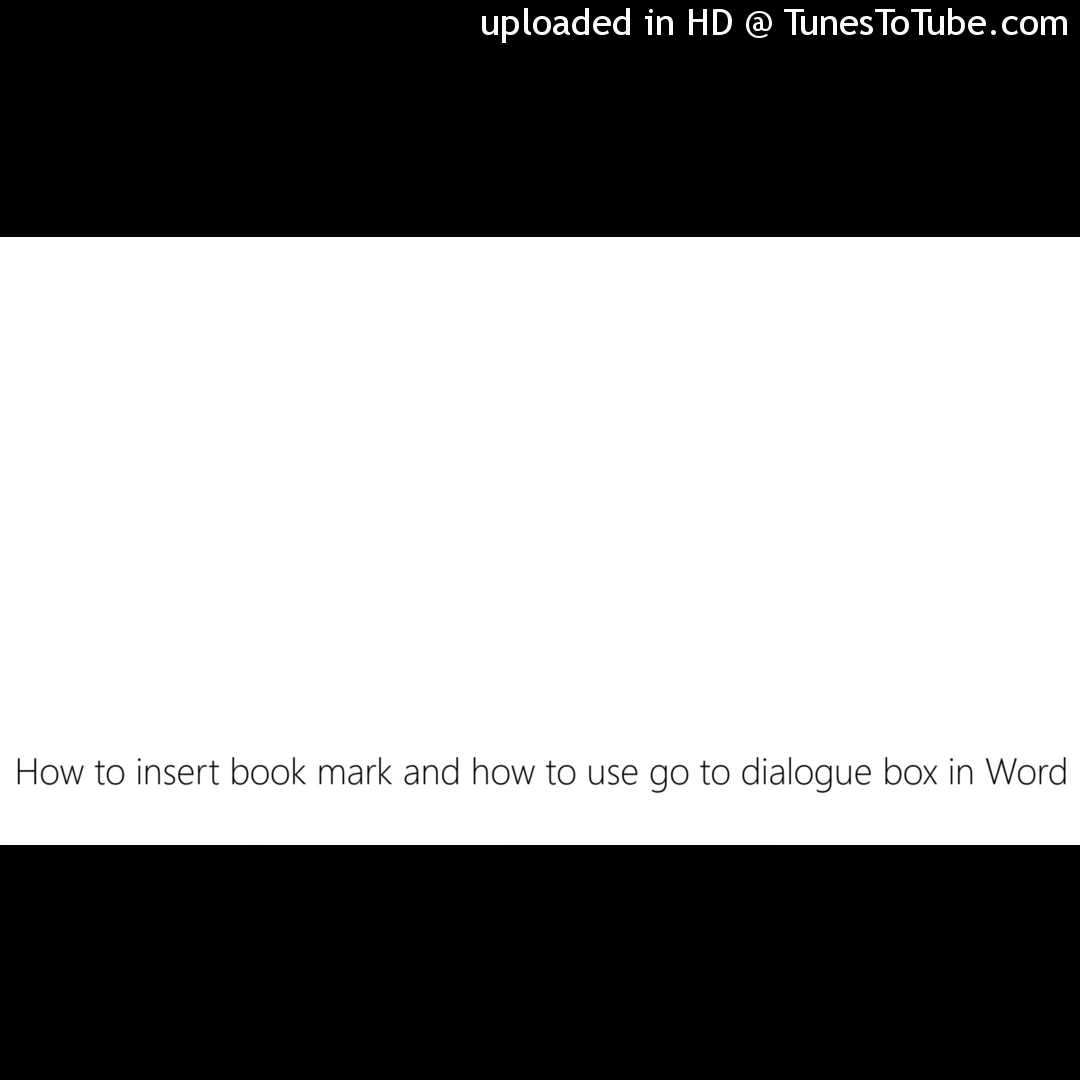 uploaded in HD @ TunesToTube.com
How to insert book mark and how to use go to dialogue box in Word